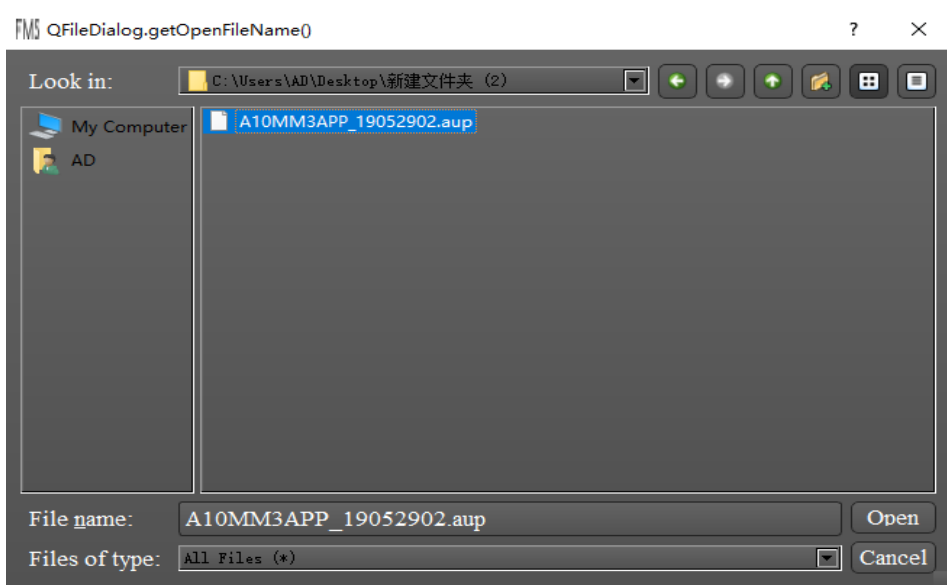 FMS QFileDialog.getOpenFileName() ?
Look in: C:\Users\AD\Desktop\新建文件夹 (2)
My Computer
AD
A10MM3APP_19052902.aup
File name: A10MM3APP_19052902.aup Open
Files of type: All Files (*) Cancel